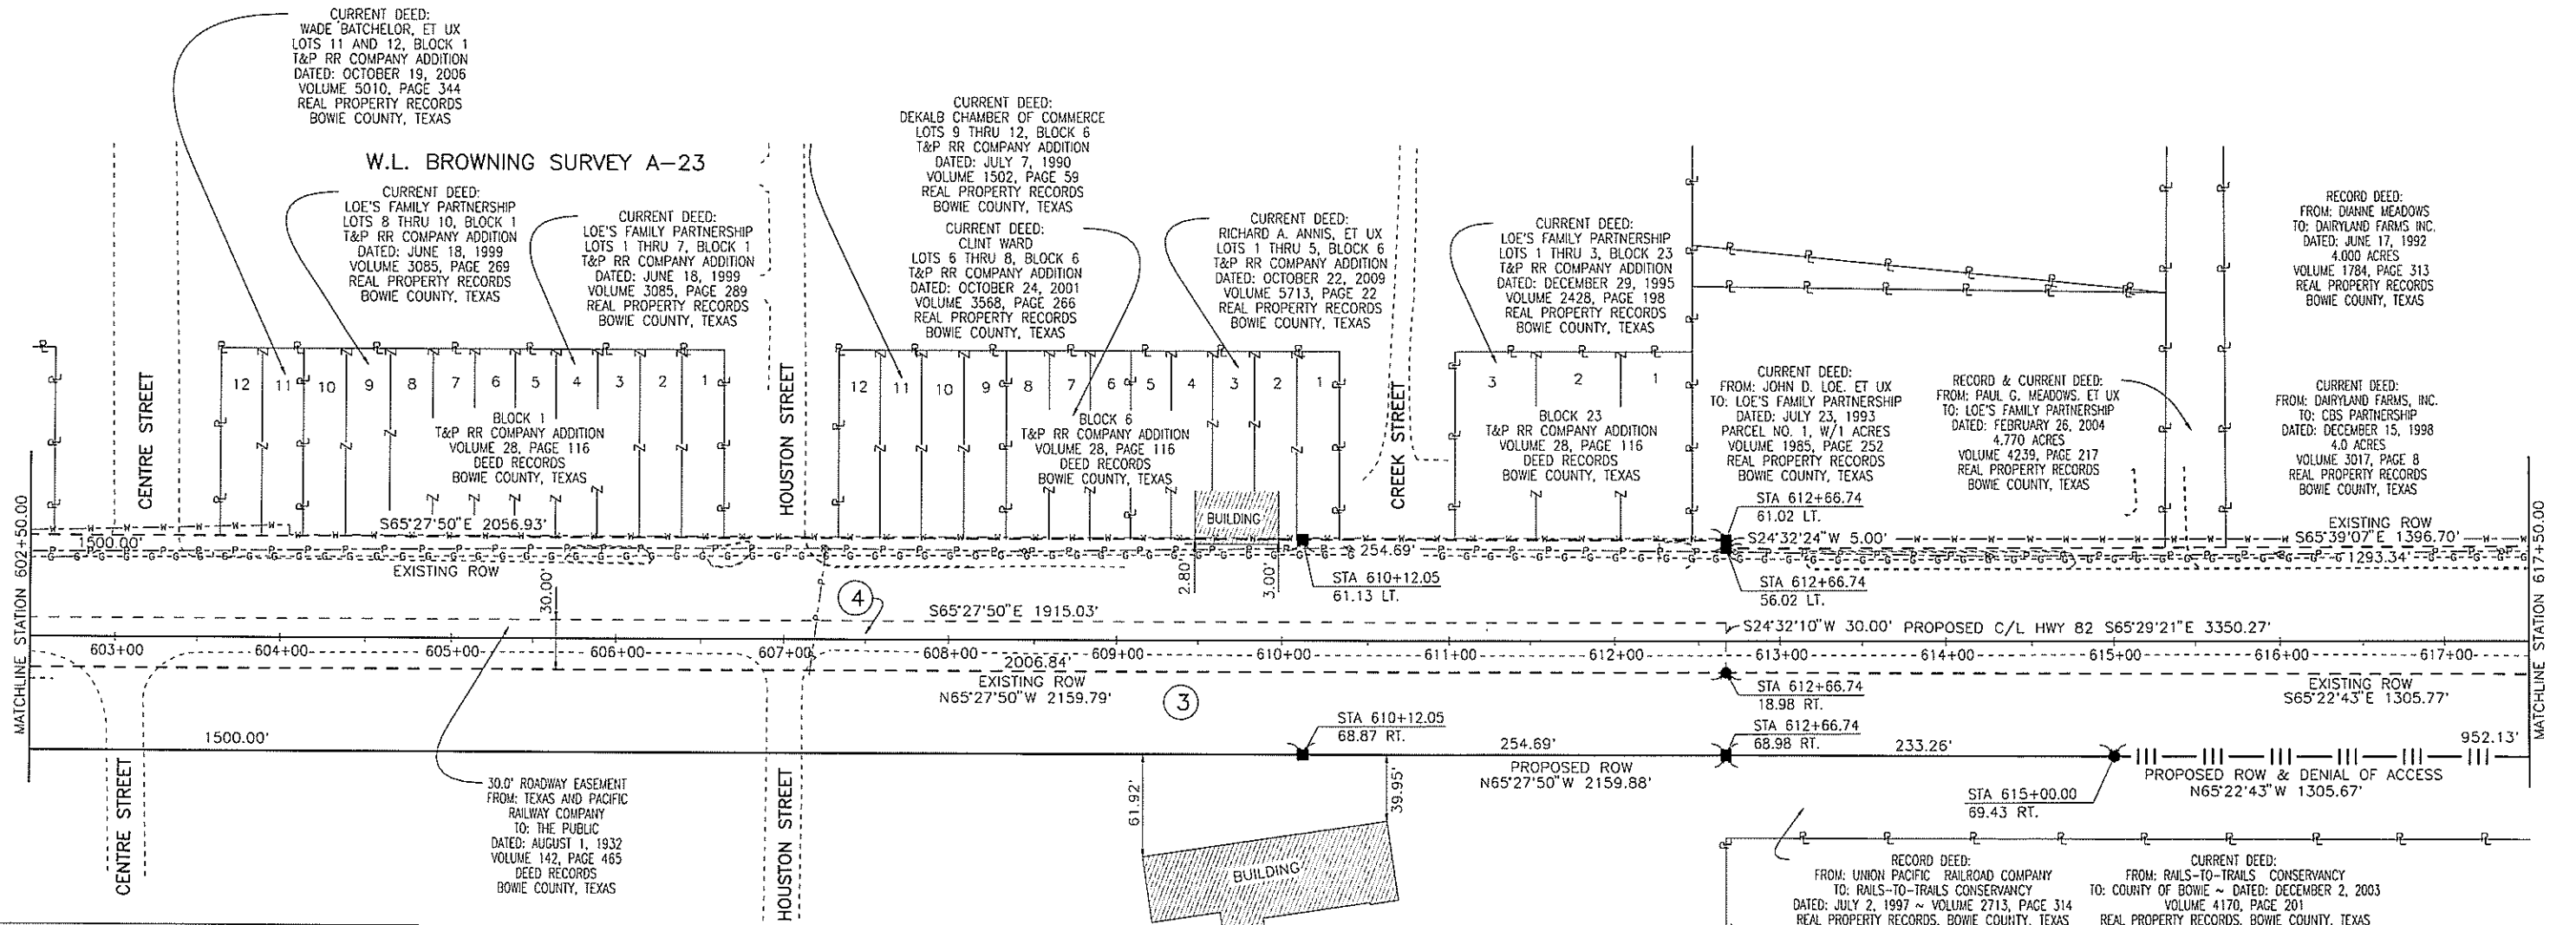 CURRENT DEED:
WADE BATCHELOR, ET UX
LOTS 11 AND 12, BLOCK 1
T&P RR COMPANY ADDITION
DATED: OCTOBER 19, 2006
VOLUME 5010, PAGE 344
REAL PROPERTY RECORDS
BOWIE COUNTY, TEXAS
W.L. BROWNING SURVEY A-23
CURRENT DEED:
LOE'S FAMILY PARTNERSHIP
LOTS 8 THRU 10, BLOCK 1
T&P RR COMPANY ADDITION
DATED: JUNE 18, 1999
VOLUME 3085, PAGE 269
REAL PROPERTY RECORDS
BOWIE COUNTY, TEXAS
CURRENT DEED:
LOE'S FAMILY PARTNERSHIP
LOTS 1 THRU 7, BLOCK 1
T&P RR COMPANY ADDITION
DATED: JUNE 18, 1999
VOLUME 3085, PAGE 289
REAL PROPERTY RECORDS
BOWIE COUNTY, TEXAS
CURRENT DEED:
DEKALB CHAMBER OF COMMERCE
LOTS 9 THRU 12, BLOCK 6
T&P RR COMPANY ADDITION
DATED: JULY 7, 1990
VOLUME 1502, PAGE 59
REAL PROPERTY RECORDS
BOWIE COUNTY, TEXAS
CURRENT DEED:
CLINT WARD
LOTS 6 THRU 8, BLOCK 6
T&P RR COMPANY ADDITION
DATED: OCTOBER 24, 2001
VOLUME 3568, PAGE 266
REAL PROPERTY RECORDS
BOWIE COUNTY, TEXAS
CURRENT DEED:
RICHARD A. ANNIS, ET UX
LOTS 1 THRU 5, BLOCK 6
T&P RR COMPANY ADDITION
DATED: OCTOBER 22, 2009
VOLUME 5713, PAGE 22
REAL PROPERTY RECORDS
BOWIE COUNTY, TEXAS
CURRENT DEED:
LOE'S FAMILY PARTNERSHIP
LOTS 1 THRU 3, BLOCK 23
T&P RR COMPANY ADDITION
DATED: DECEMBER 29, 1995
VOLUME 2428, PAGE 198
REAL PROPERTY RECORDS
BOWIE COUNTY, TEXAS
RECORD DEED:
FROM: DIANNE MEADOWS
TO: DAIRYLAND FARMS INC.
DATED: JUNE 17, 1992
4.000 ACRES
VOLUME 1784, PAGE 313
REAL PROPERTY RECORDS
BOWIE COUNTY, TEXAS
CURRENT DEED:
FROM: JOHN D. LOE, ET UX
TO: LOE'S FAMILY PARTNERSHIP
DATED: JULY 23, 1993
PARCEL NO. 1, W/1 ACRES
VOLUME 1985, PAGE 252
REAL PROPERTY RECORDS
BOWIE COUNTY, TEXAS
RECORD & CURRENT DEED:
FROM: PAUL G. MEADOWS, ET UX
TO: LOE'S FAMILY PARTNERSHIP
DATED: FEBRUARY 26, 2004
4.770 ACRES
VOLUME 4239, PAGE 217
REAL PROPERTY RECORDS
BOWIE COUNTY, TEXAS
CURRENT DEED:
FROM: DAIRYLAND FARMS, INC.
TO: CBS PARTNERSHIP
DATED: DECEMBER 15, 1998
4.0 ACRES
VOLUME 3017, PAGE 8
REAL PROPERTY RECORDS
BOWIE COUNTY, TEXAS
12 11 10 9 8 7 6 5 4 3 2 1
12 11 10 9 8 7 6 5 4 3 2 1
3 2 1
BLOCK 1
T&P RR COMPANY ADDITION
VOLUME 28, PAGE 116
DEED RECORDS
BOWIE COUNTY, TEXAS
BLOCK 6
T&P RR COMPANY ADDITION
VOLUME 28, PAGE 116
DEED RECORDS
BOWIE COUNTY, TEXAS
BLOCK 23
T&P RR COMPANY ADDITION
VOLUME 28, PAGE 116
DEED RECORDS
BOWIE COUNTY, TEXAS
CENTRE STREET
HOUSTON STREET
CREEK STREET
MATCHLINE STATION 602+50.00
MATCHLINE STATION 617+50.00
S65°27'50"E 2056.93'
1500.00'
EXISTING ROW
30.00'
BUILDING
2.80'
3.00'
254.69'
STA 610+12.05
61.13 LT.
STA 612+66.74
61.02 LT.
S24°32'24"W 5.00'
STA 612+66.74
56.02 LT.
EXISTING ROW
S65°39'07"E 1396.70'
1293.34'
4
S65°27'50"E 1915.03'
S24°32'10"W 30.00'
PROPOSED C/L HWY 82 S65°29'21"E 3350.27'
603+00 604+00 605+00 606+00 607+00 608+00 609+00 610+00 611+00 612+00 613+00 614+00 615+00 616+00 617+00
2006.84'
EXISTING ROW
N65°27'50"W 2159.79'
3
STA 612+66.74
18.98 RT.
EXISTING ROW
S65°22'43"E 1305.77'
1500.00'
STA 610+12.05
68.87 RT.
254.69'
STA 612+66.74
68.98 RT.
233.26'
952.13'
PROPOSED ROW
N65°27'50"W 2159.88'
PROPOSED ROW & DENIAL OF ACCESS
N65°22'43"W 1305.67'
STA 615+00.00
69.43 RT.
CENTRE STREET
HOUSTON STREET
30.0' ROADWAY EASEMENT
FROM: TEXAS AND PACIFIC
RAILWAY COMPANY
TO: THE PUBLIC
DATED: AUGUST 1, 1932
VOLUME 142, PAGE 465
DEED RECORDS
BOWIE COUNTY, TEXAS
61.92'
39.95'
BUILDING
RECORD DEED:
FROM: UNION PACIFIC RAILROAD COMPANY
TO: RAILS-TO-TRAILS CONSERVANCY
DATED: JULY 2, 1997 ~ VOLUME 2713, PAGE 314
REAL PROPERTY RECORDS, BOWIE COUNTY, TEXAS
CURRENT DEED:
FROM: RAILS-TO-TRAILS CONSERVANCY
TO: COUNTY OF BOWIE ~ DATED: DECEMBER 2, 2003
VOLUME 4170, PAGE 201
REAL PROPERTY RECORDS, BOWIE COUNTY, TEXAS